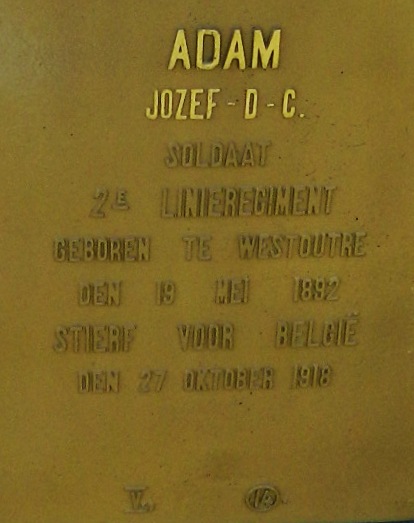 ADAM
JOZEF-D-C.
SOLDAAT
2E LINIEREGIMENT
GEBOREN TE WESTOUTRE
DEN 19 MEI 1892
STIERF VOOR BELGIË
DEN 27 OKTOBER 1918